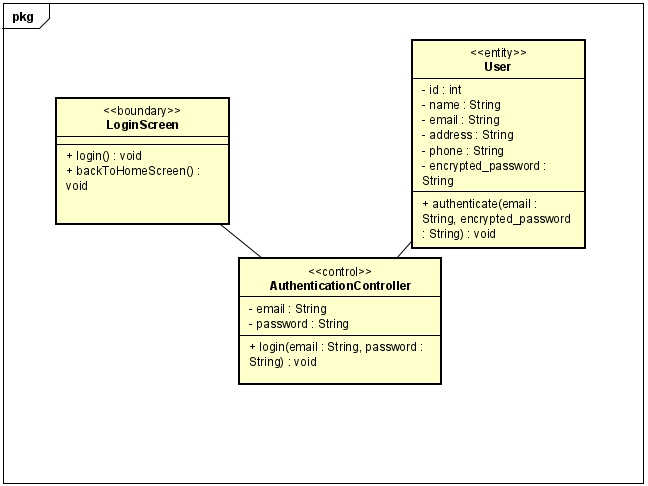 pkg
<<entity>>
User
- id : int
- name : String
- email : String
- address : String
- phone : String
- encrypted_password :
String
+ authenticate(email :
String, encrypted_password
: String) : void
<<boundary>>
LoginScreen
+ login() : void
+ backToHomeScreen() :
void
<<control>>
AuthenticationController
- email : String
- password : String
+ login(email : String, password :
String) : void